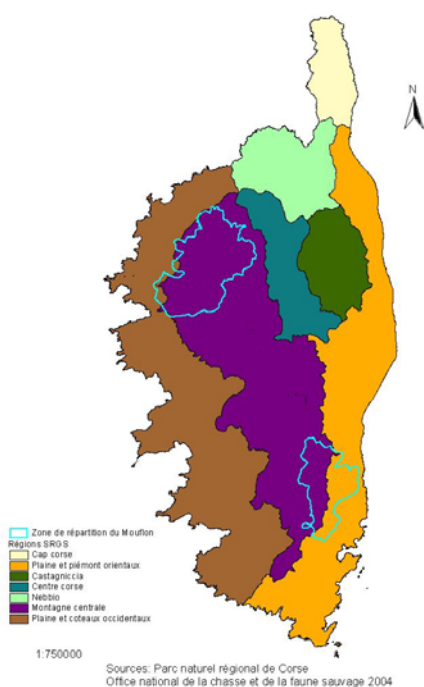 N
Zone de répartition du Mouflon
Régions SRGS
Cap corse
Plaine et piémont orientaux
Castagniccia
Centre corse
Nebbio
Montagne centrale
Plaine et coteaux occidentaux
1:750000
Sources: Parc naturel régional de Corse
Office national de la chasse et de la faune sauvage 2004